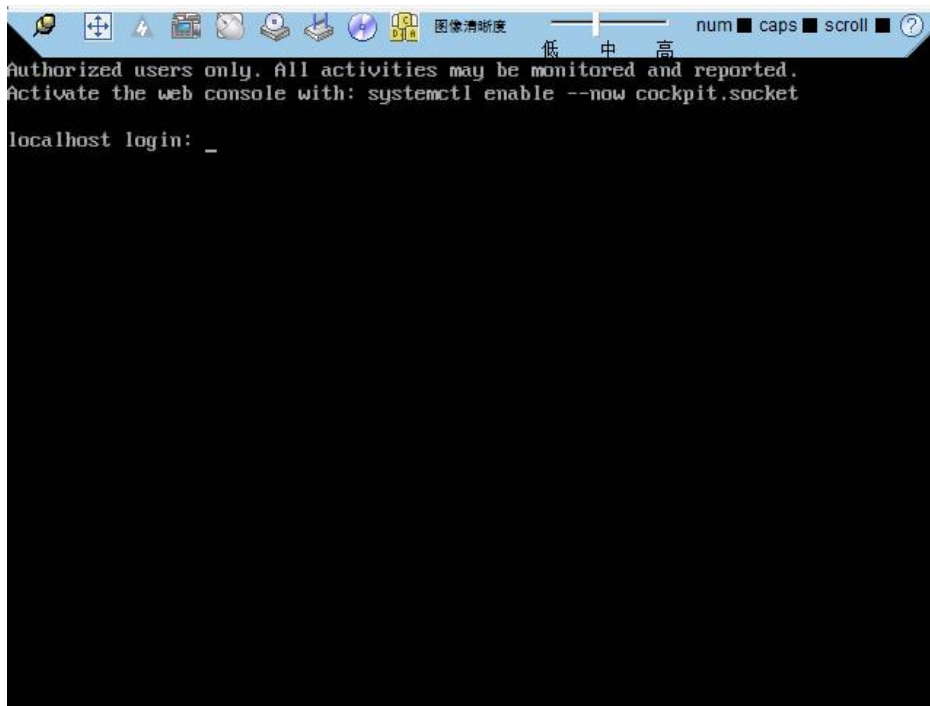 图像清晰度 低 中 高 num caps scroll ?
Authorized users only. All activities may be monitored and reported.
Activate the web console with: systemctl enable --now cockpit.socket
localhost login: _